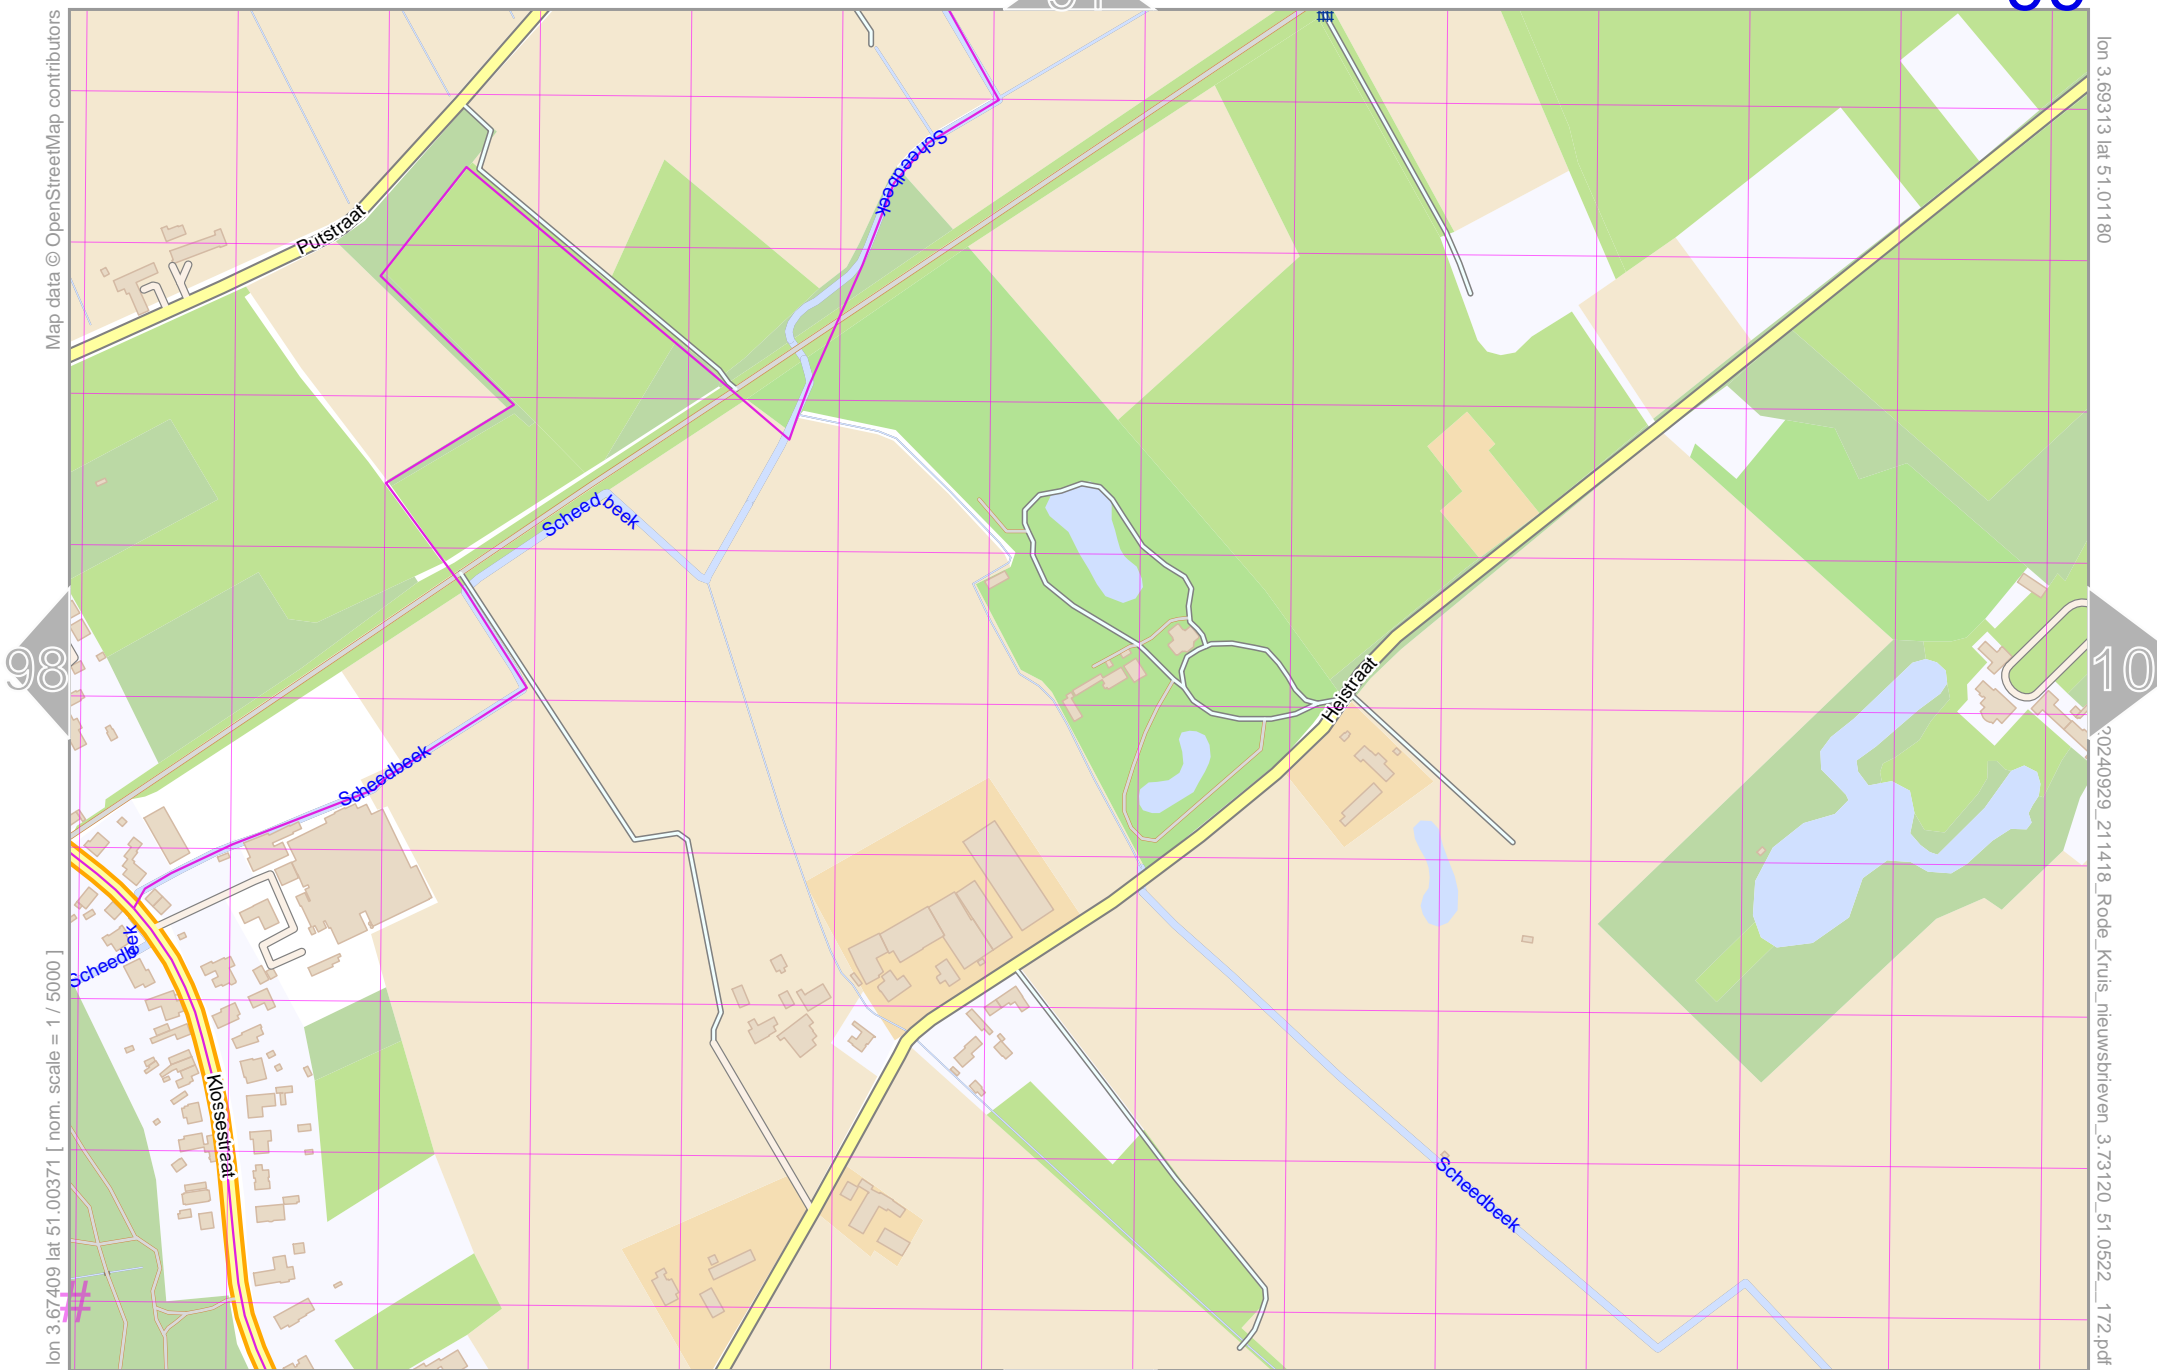 Map data © OpenStreetMap contributors
lon 3.69313 lat 51.01180
Scheedbeek
Putstraat
Scheed beek
98
Heistraat
10
Scheedbeek
Scheedbeek
Klossestraat
Scheedbeek
#
lon 3.67409 lat 51.00371 [ nom. scale = 1 / 5000 ]
20240929_211418_Rode_Kruis_nieuwsbrieven_3.73120_51.0522__172.pdf